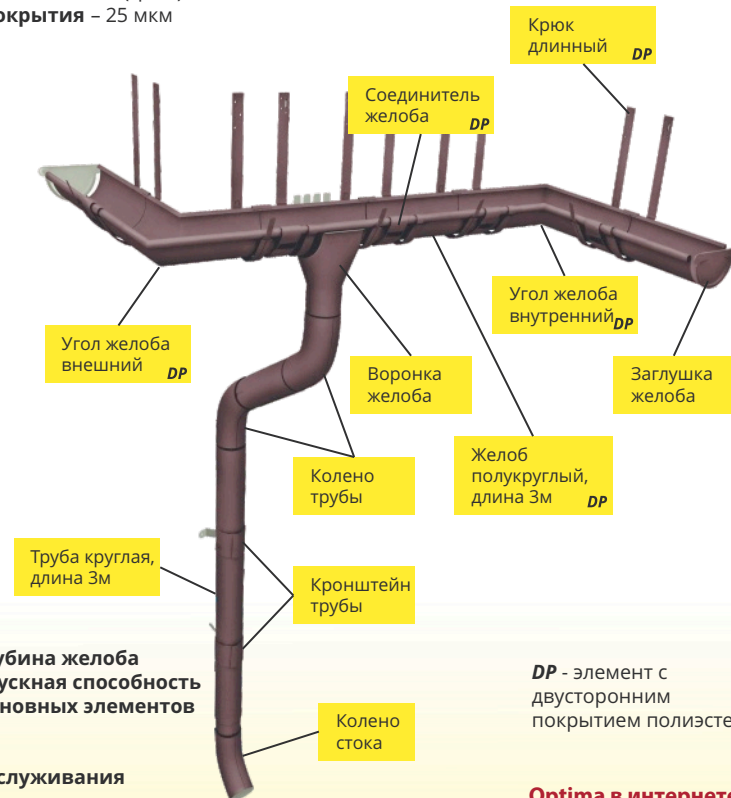 окрытия – 25 мкм
Крюк
длинный DP
Соединитель
желоба DP
Угол желоба
внутренний DP
Угол желоба
внешний DP
Воронка
желоба
Заглушка
желоба
Колено
трубы
Желоб
полукруглый,
длина 3м DP
Труба круглая,
длина 3м
Кронштейн
трубы
убина желоба
ускная способность
новных элементов
DP - элемент с
двусторонним
покрытием полиэсте
Колено
стока
служивания
Optima в интернете